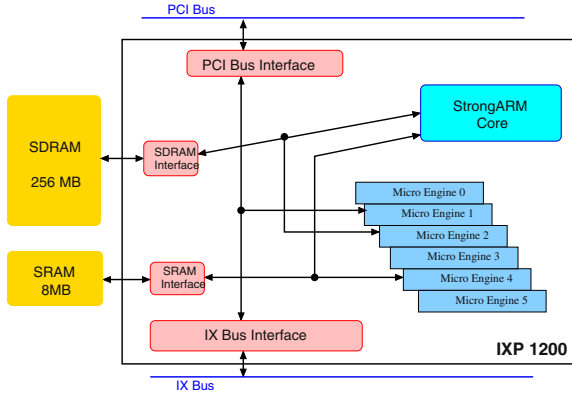 PCI Bus
PCI Bus Interface
StrongARM
Core
SDRAM
256 MB
SDRAM
Interface
Micro Engine 0
Micro Engine 1
Micro Engine 2
Micro Engine 3
Micro Engine 4
Micro Engine 5
SRAM
8MB
SRAM
Interface
IX Bus Interface
IXP 1200
IX Bus